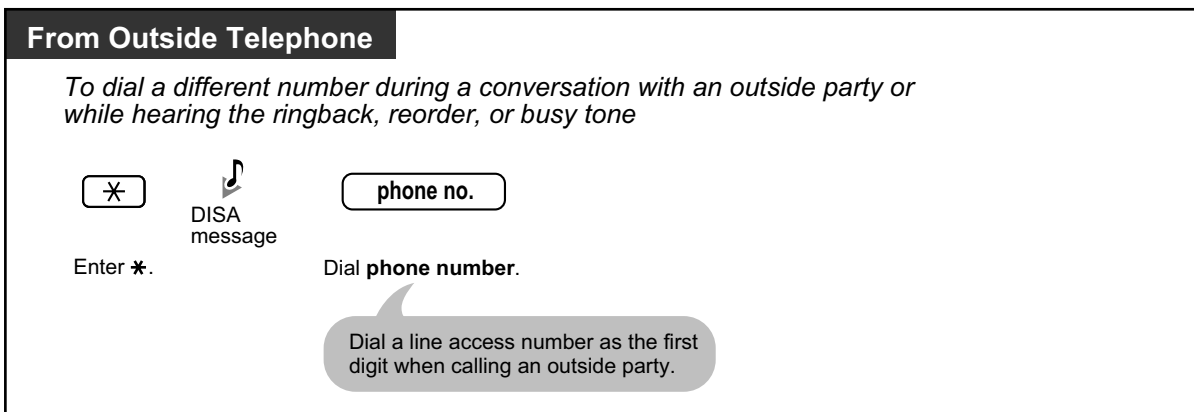 From Outside Telephone
To dial a different number during a conversation with an outside party or
while hearing the ringback, reorder, or busy tone
* phone no.
DISA
message
Enter *. Dial phone number.
Dial a line access number as the first
digit when calling an outside party.